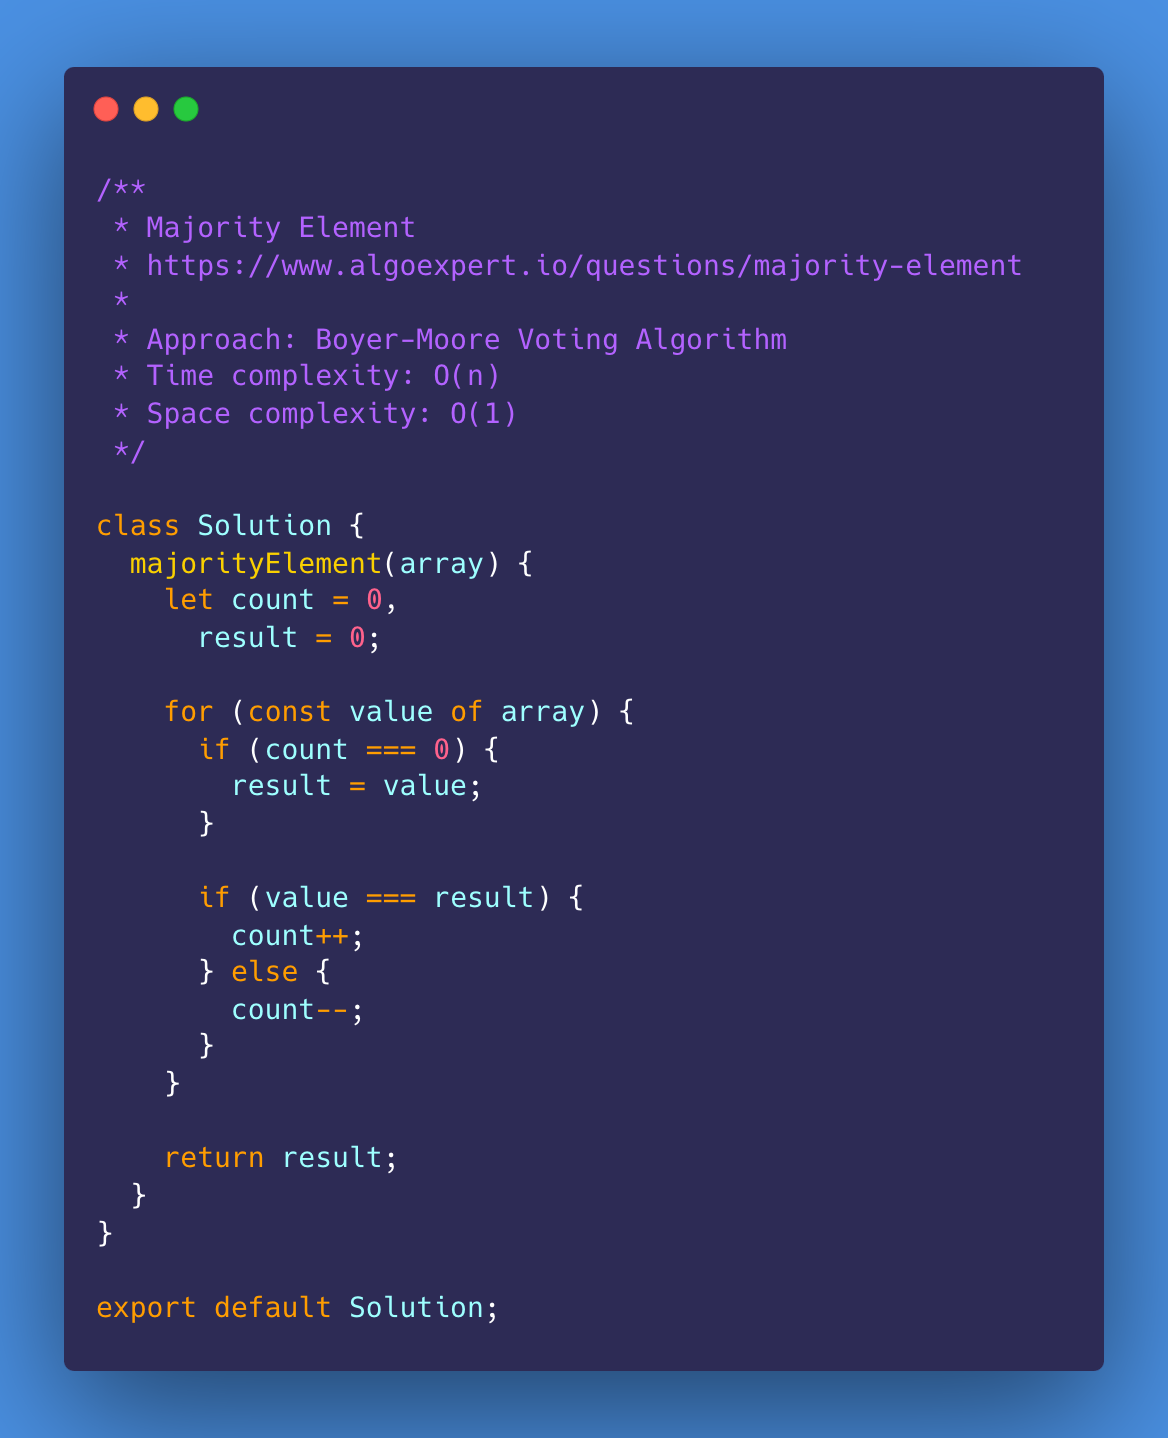 /**
 * Majority Element
 * https://www.algoexpert.io/questions/majority-element
 *
 * Approach: Boyer-Moore Voting Algorithm
 * Time complexity: O(n)
 * Space complexity: O(1)
 */

class Solution {
  majorityElement(array) {
    let count = 0,
      result = 0;

    for (const value of array) {
      if (count === 0) {
        result = value;
      }

      if (value === result) {
        count++;
      } else {
        count--;
      }
    }

    return result;
  }
}

export default Solution;